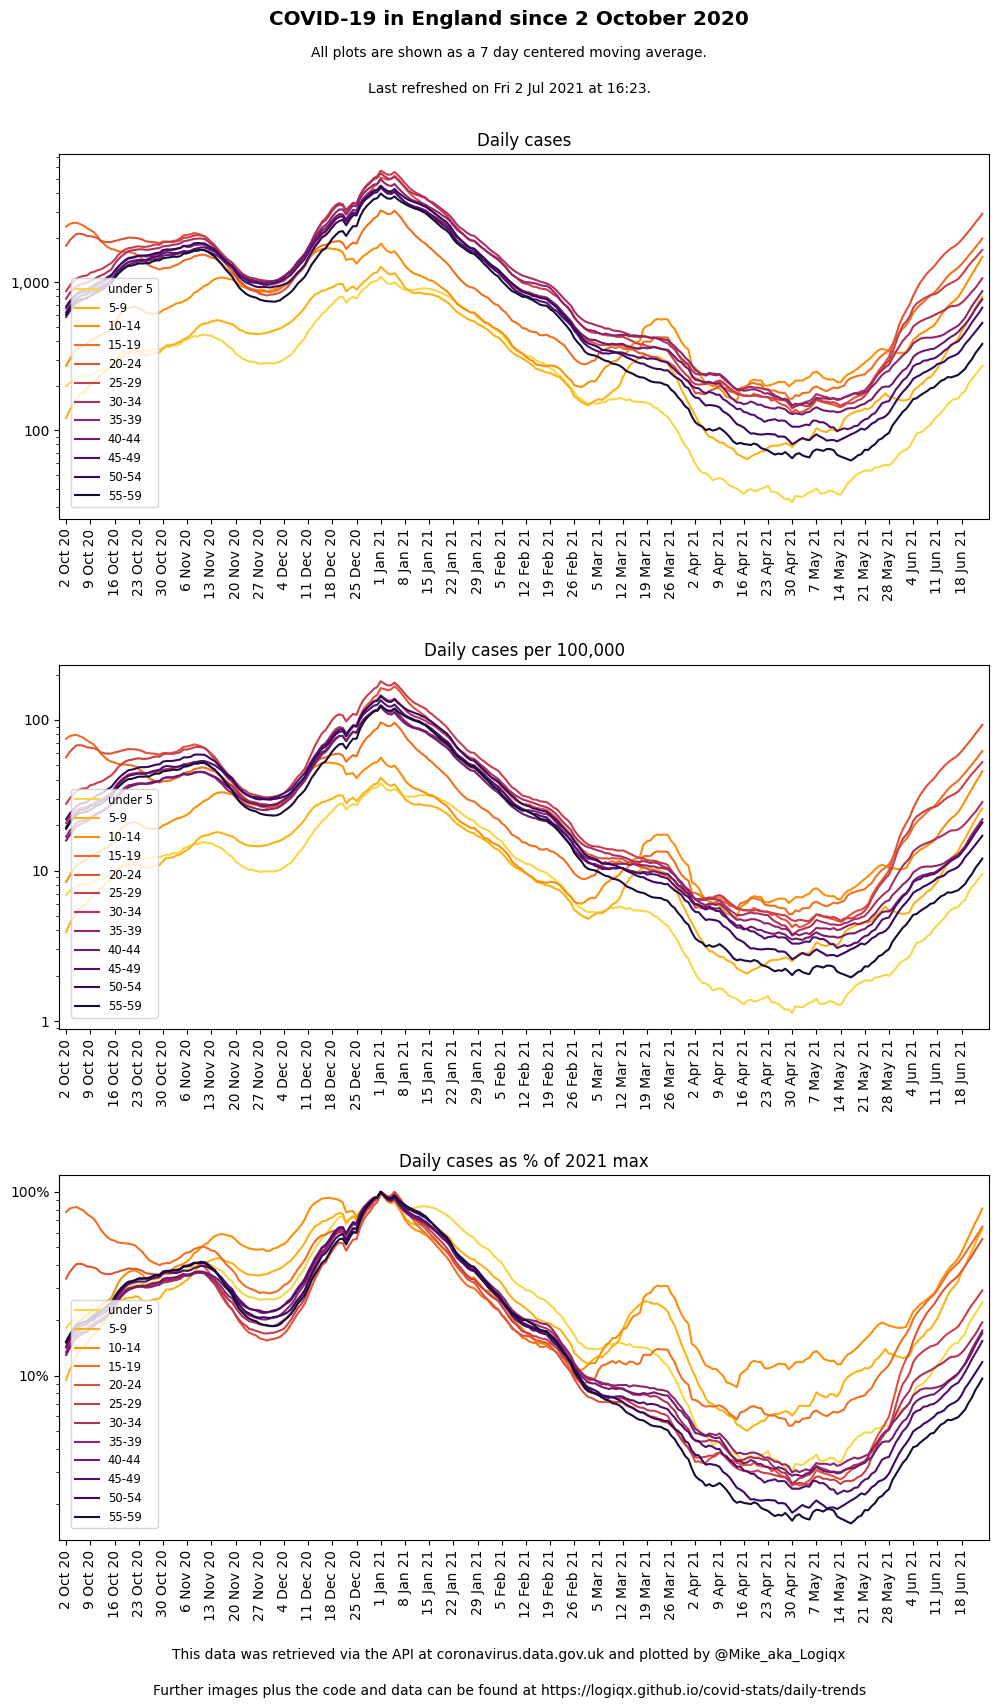 COVID-19 in England since 2 October 2020
All plots are shown as a 7 day centered moving average.
Last refreshed on Fri 2 Jul 2021 at 16:23.
Daily cases
1,000
100
under 5
5-9
10-14
15-19
20-24
25-29
30-34
35-39
40-44
45-49
50-54
55-59
2 Oct 20
9 Oct 20
16 Oct 20
23 Oct 20
30 Oct 20
6 Nov 20
13 Nov 20
20 Nov 20
27 Nov 20
4 Dec 20
11 Dec 20
18 Dec 20
25 Dec 20
1 Jan 21
8 Jan 21
15 Jan 21
22 Jan 21
29 Jan 21
5 Feb 21
12 Feb 21
19 Feb 21
26 Feb 21
5 Mar 21
12 Mar 21
19 Mar 21
26 Mar 21
2 Apr 21
9 Apr 21
16 Apr 21
23 Apr 21
30 Apr 21
7 May 21
14 May 21
21 May 21
28 May 21
4 Jun 21
11 Jun 21
18 Jun 21
Daily cases per 100,000
100
10
1
under 5
5-9
10-14
15-19
20-24
25-29
30-34
35-39
40-44
45-49
50-54
55-59
2 Oct 20
9 Oct 20
16 Oct 20
23 Oct 20
30 Oct 20
6 Nov 20
13 Nov 20
20 Nov 20
27 Nov 20
4 Dec 20
11 Dec 20
18 Dec 20
25 Dec 20
1 Jan 21
8 Jan 21
15 Jan 21
22 Jan 21
29 Jan 21
5 Feb 21
12 Feb 21
19 Feb 21
26 Feb 21
5 Mar 21
12 Mar 21
19 Mar 21
26 Mar 21
2 Apr 21
9 Apr 21
16 Apr 21
23 Apr 21
30 Apr 21
7 May 21
14 May 21
21 May 21
28 May 21
4 Jun 21
11 Jun 21
18 Jun 21
Daily cases as % of 2021 max
100%
10%
under 5
5-9
10-14
15-19
20-24
25-29
30-34
35-39
40-44
45-49
50-54
55-59
2 Oct 20
9 Oct 20
16 Oct 20
23 Oct 20
30 Oct 20
6 Nov 20
13 Nov 20
20 Nov 20
27 Nov 20
4 Dec 20
11 Dec 20
18 Dec 20
25 Dec 20
1 Jan 21
8 Jan 21
15 Jan 21
22 Jan 21
29 Jan 21
5 Feb 21
12 Feb 21
19 Feb 21
26 Feb 21
5 Mar 21
12 Mar 21
19 Mar 21
26 Mar 21
2 Apr 21
9 Apr 21
16 Apr 21
23 Apr 21
30 Apr 21
7 May 21
14 May 21
21 May 21
28 May 21
4 Jun 21
11 Jun 21
18 Jun 21
This data was retrieved via the API at coronavirus.data.gov.uk and plotted by @Mike_aka_Logiqx
Further images plus the code and data can be found at https://logiqx.github.io/covid-stats/daily-trends